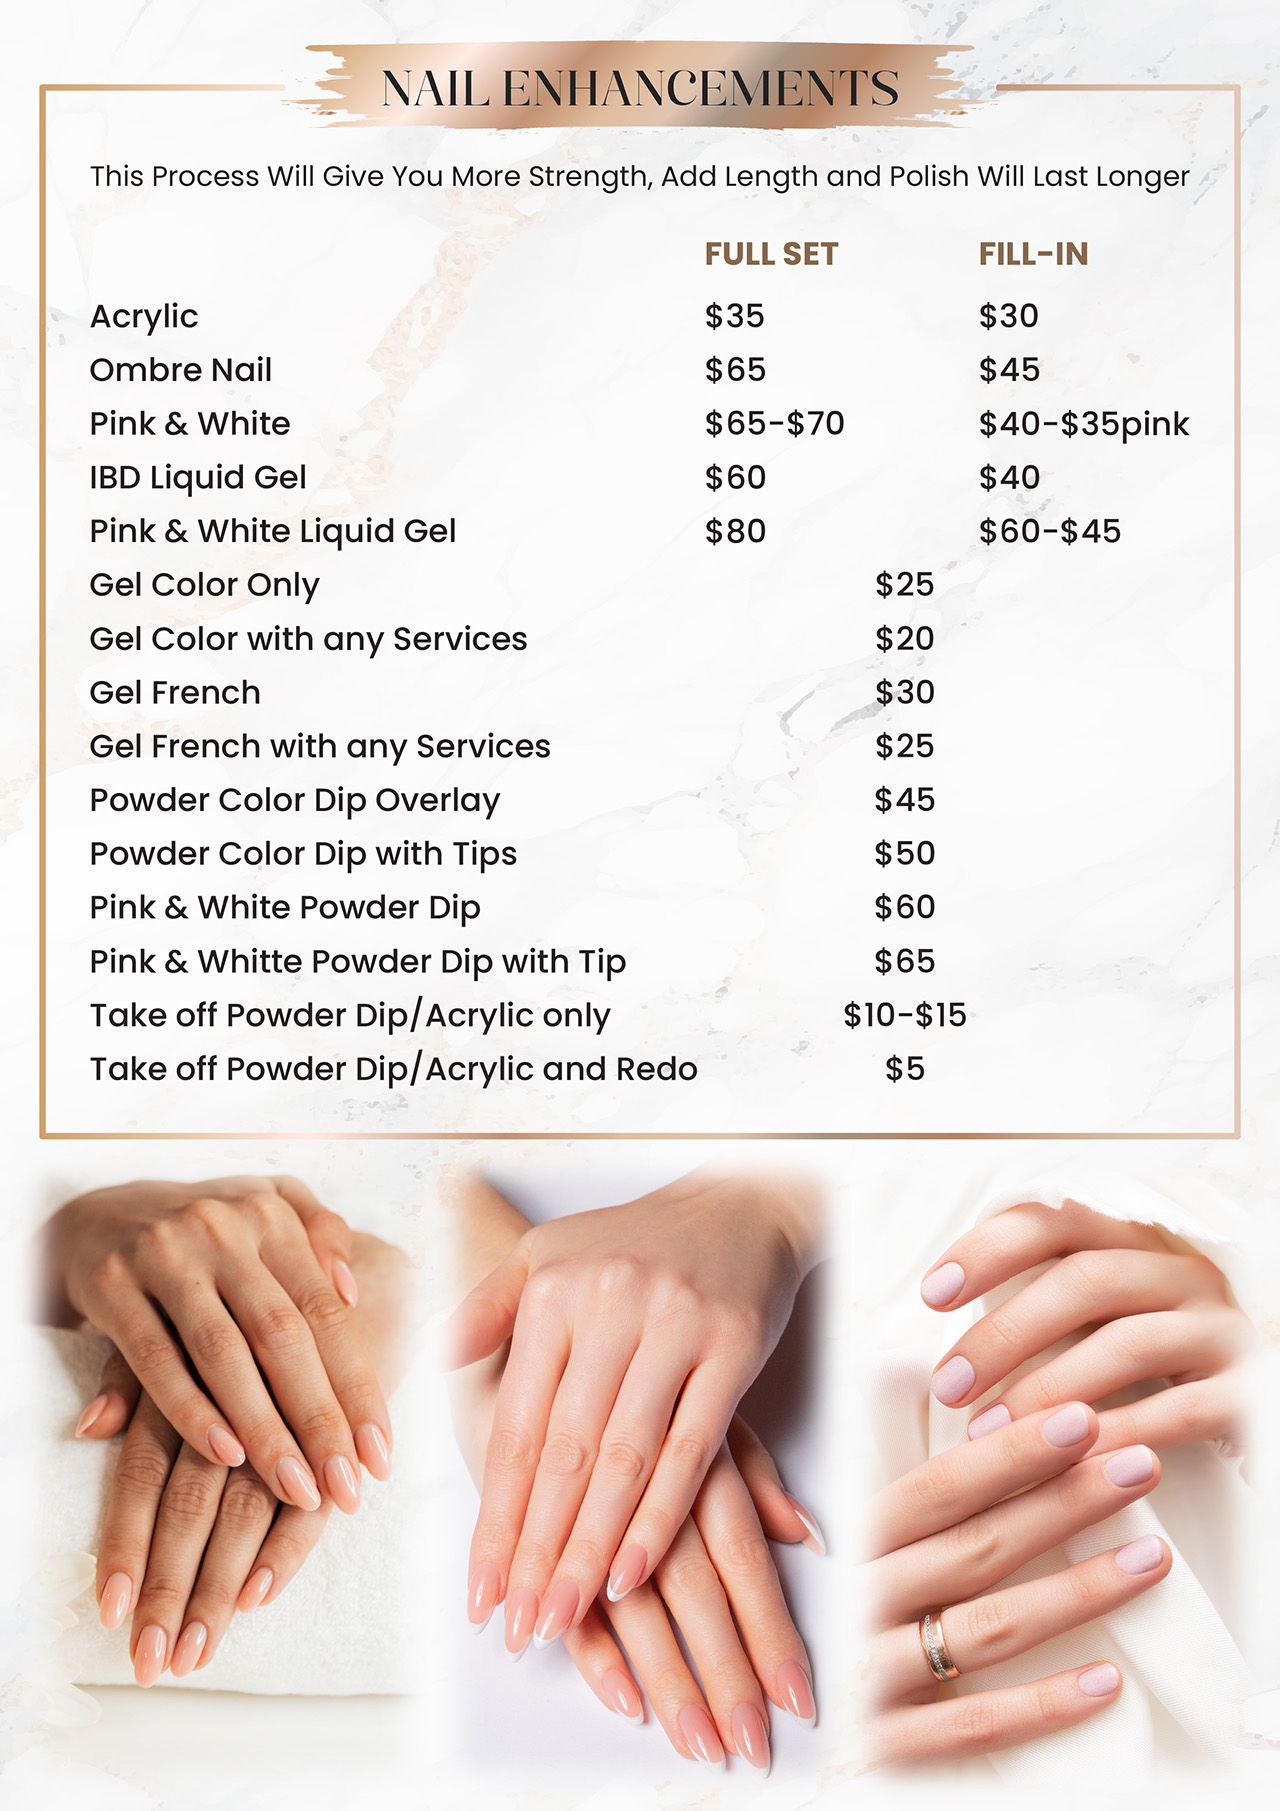 NAIL ENHANCEMENTS
This Process Will Give You More Strength, Add Length and Polish Will Last Longer
FULL SET FILL-IN
Acrylic $35 $30
Ombre Nail $65 $45
Pink & White $65-$70 $40-$35pink
IBD Liquid Gel $60 $40
Pink & White Liquid Gel $80 $60-$45
Gel Color Only $25
Gel Color with any Services $20
Gel French $30
Gel French with any Services $25
Powder Color Dip Overlay $45
Powder Color Dip with Tips $50
Pink & White Powder Dip $60
Pink & Whitte Powder Dip with Tip $65
Take off Powder Dip/Acrylic only $10-$15
Take off Powder Dip/Acrylic and Redo $5